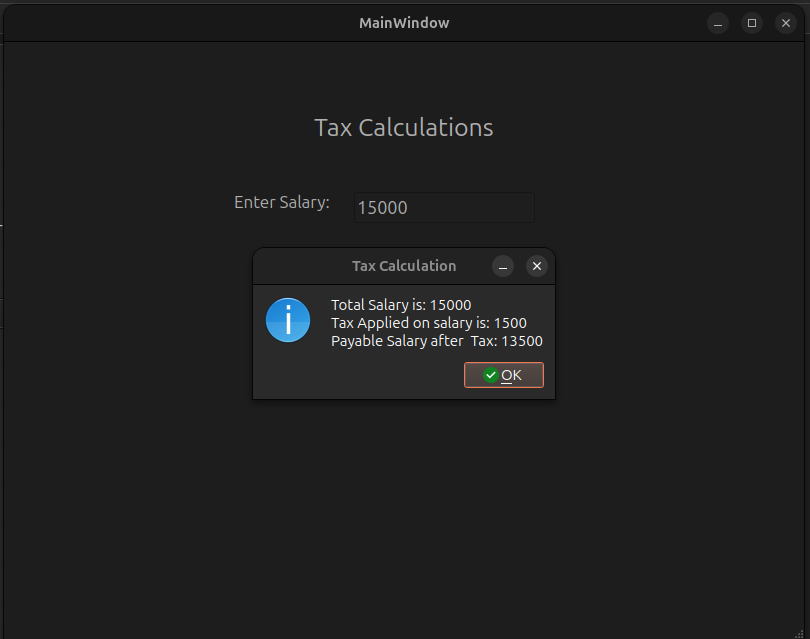 MainWindow
Tax Calculations
Enter Salary:
15000
Tax Calculation
Total Salary is: 15000
Tax Applied on salary is: 1500
Payable Salary after  Tax: 13500
OK